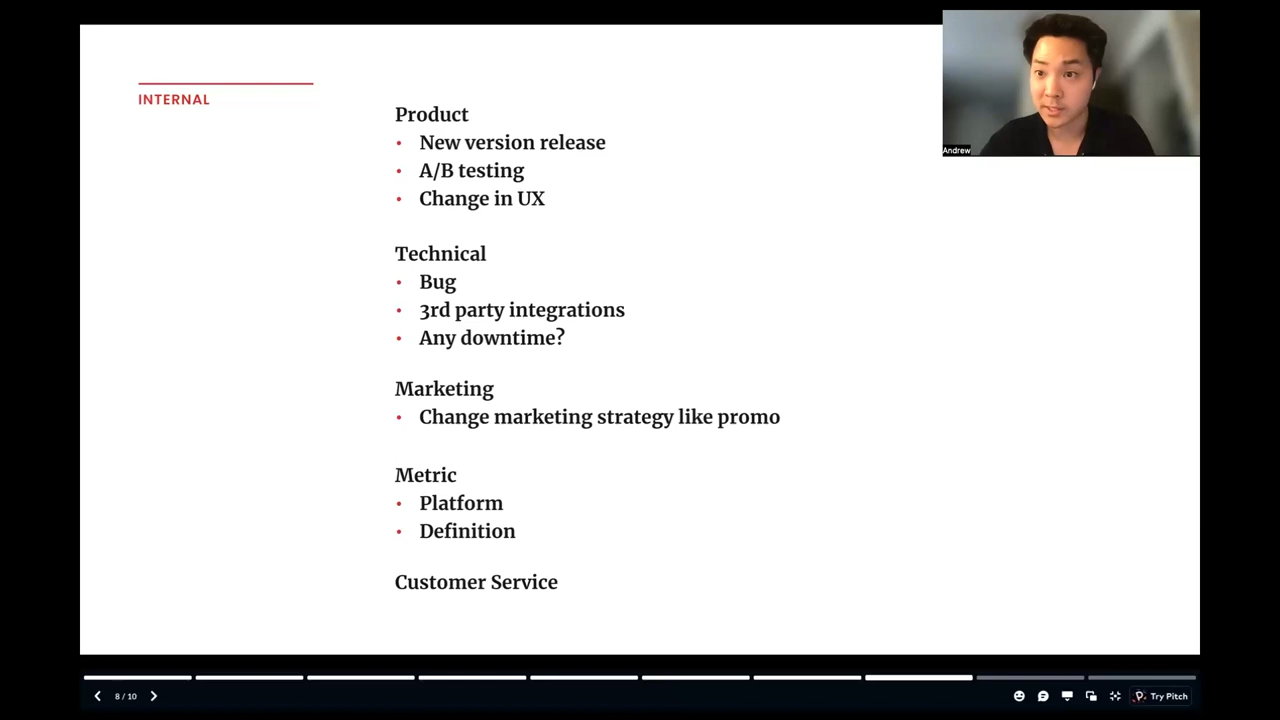 INTERNAL
Product
• New version release
• A/B testing
• Change in UX
Technical
• Bug
• 3rd party integrations
• Any downtime?
Marketing
• Change marketing strategy like promo
Metric
• Platform
• Definition
Customer Service
Andrew
8 / 10
Try Pitch